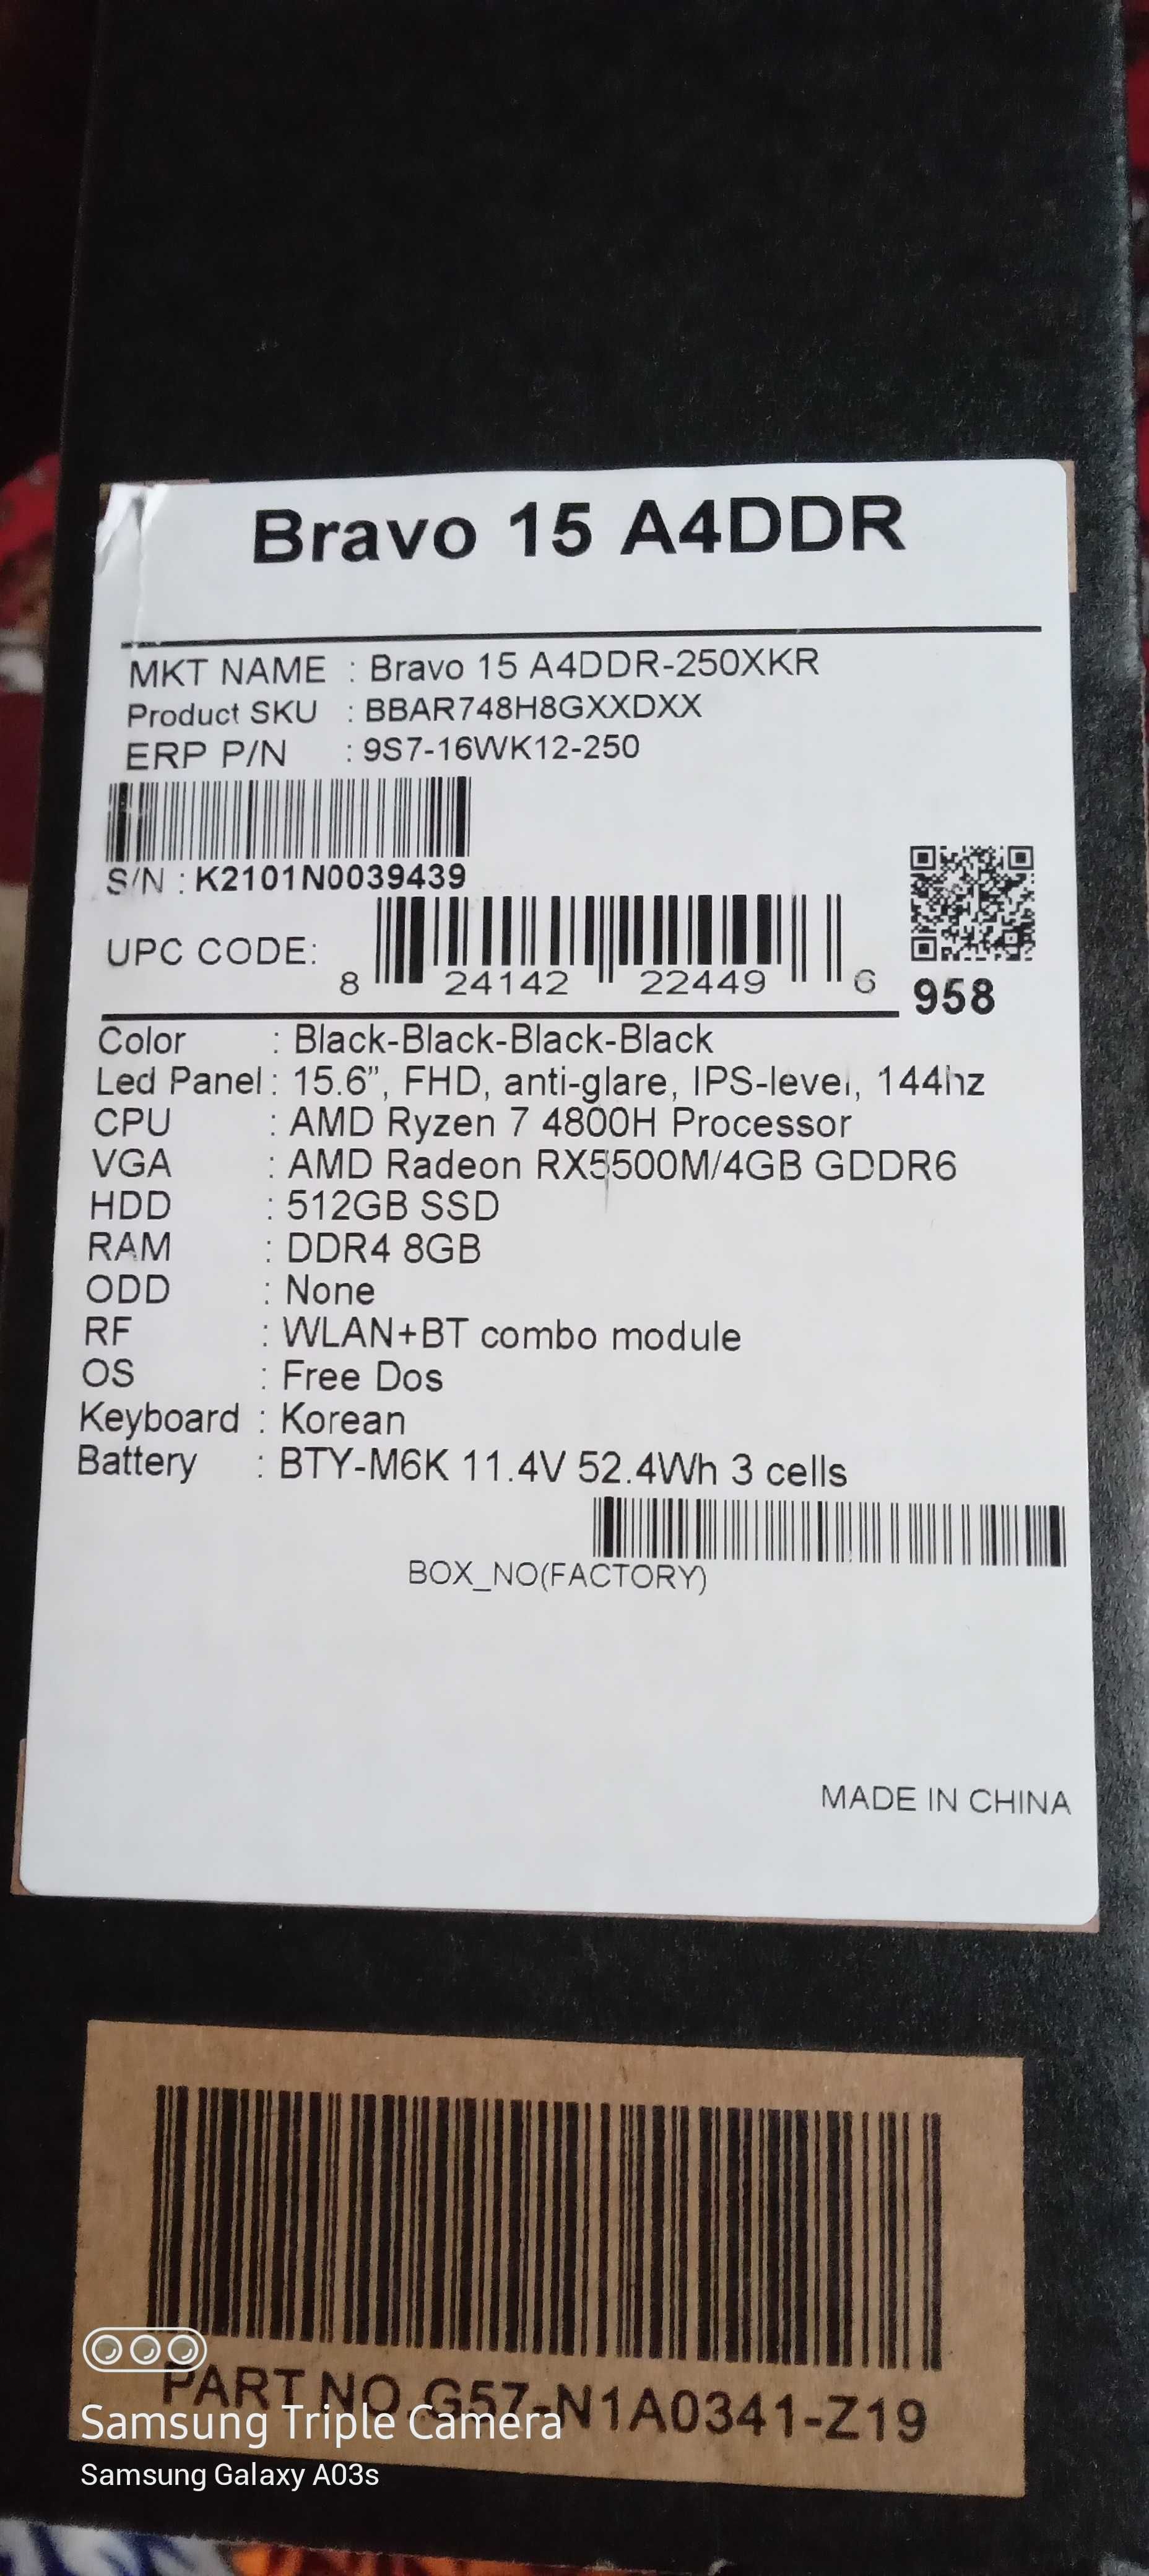 Bravo 15 A4DDR
MKT NAME : Bravo 15 A4DDR-250XKR
Product SKU : BBAR748H8GXXDXX
ERP P/N : 9S7-16WK12-250
S/N : K2101N0039439
UPC CODE: 8 24142 22449 6
958
Color : Black-Black-Black-Black
Led Panel : 15.6”, FHD, anti-glare, IPS-level, 144hz
CPU : AMD Ryzen 7 4800H Processor
VGA : AMD Radeon RX5500M/4GB GDDR6
HDD : 512GB SSD
RAM : DDR4 8GB
ODD : None
RF : WLAN+BT combo module
OS : Free Dos
Keyboard : Korean
Battery : BTY-M6K 11.4V 52.4Wh 3 cells
BOX_NO(FACTORY)
MADE IN CHINA
PART NO.G57-N1A0341-Z19
Samsung Triple Camera
Samsung Galaxy A03s